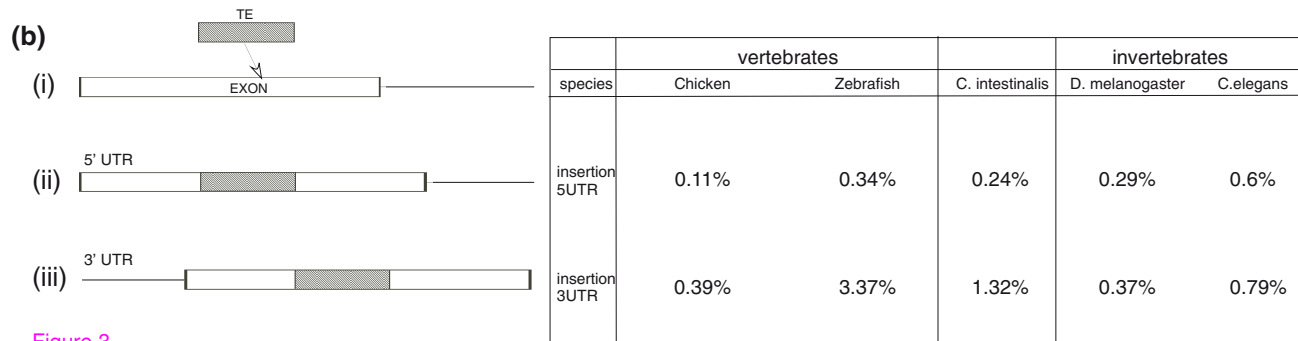 (b)
TE
(i)
EXON
5' UTR
(ii)
3' UTR
(iii)
vertebrates invertebrates
species Chicken Zebrafish C. intestinalis D. melanogaster C.elegans
insertion
5UTR 0.11% 0.34% 0.24% 0.29% 0.6%
insertion
3UTR 0.39% 3.37% 1.32% 0.37% 0.79%
Figure 3